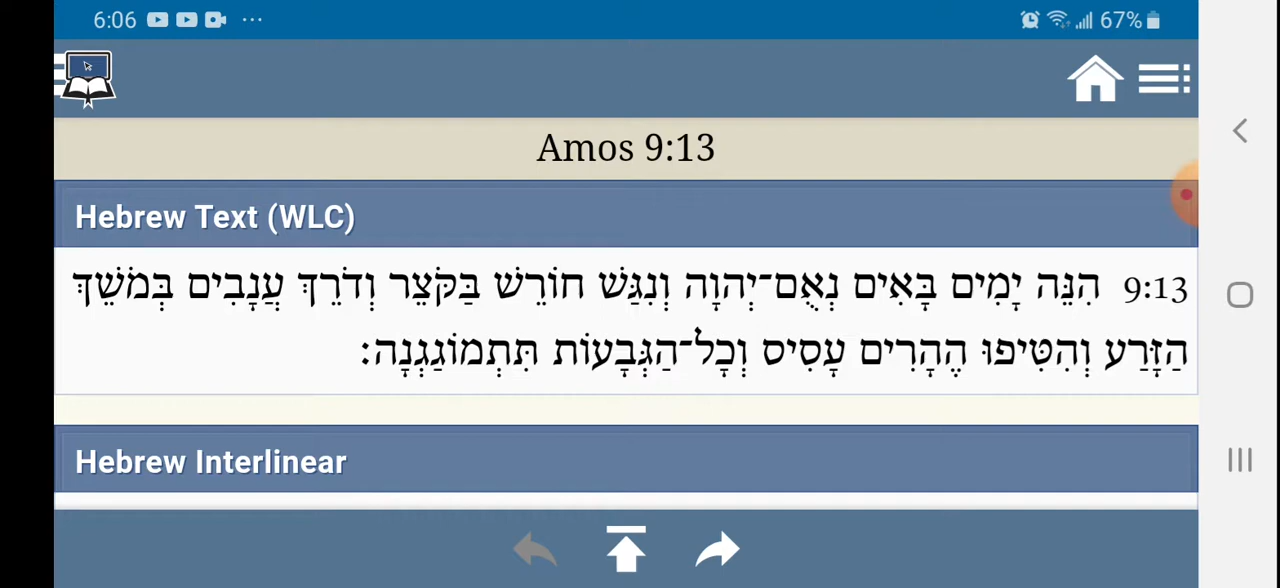 6:06 ... 67%
Amos 9:13
Hebrew Text (WLC)
9:13 הִנֵּה יָמִים בָּאִים נְאֻם־יְהוָה וְנִגַּשׁ חוֹרֵשׁ בַּקֹּצֵר וְדֹרֵךְ עֲנָבִים בְּמֹשֵׁךְ
הַזָּרַע וְהִטִּיפוּ הֶהָרִים עָסִיס וְכָל־הַגְּבָעוֹת תִּתְמוֹגַגְנָה׃
Hebrew Interlinear